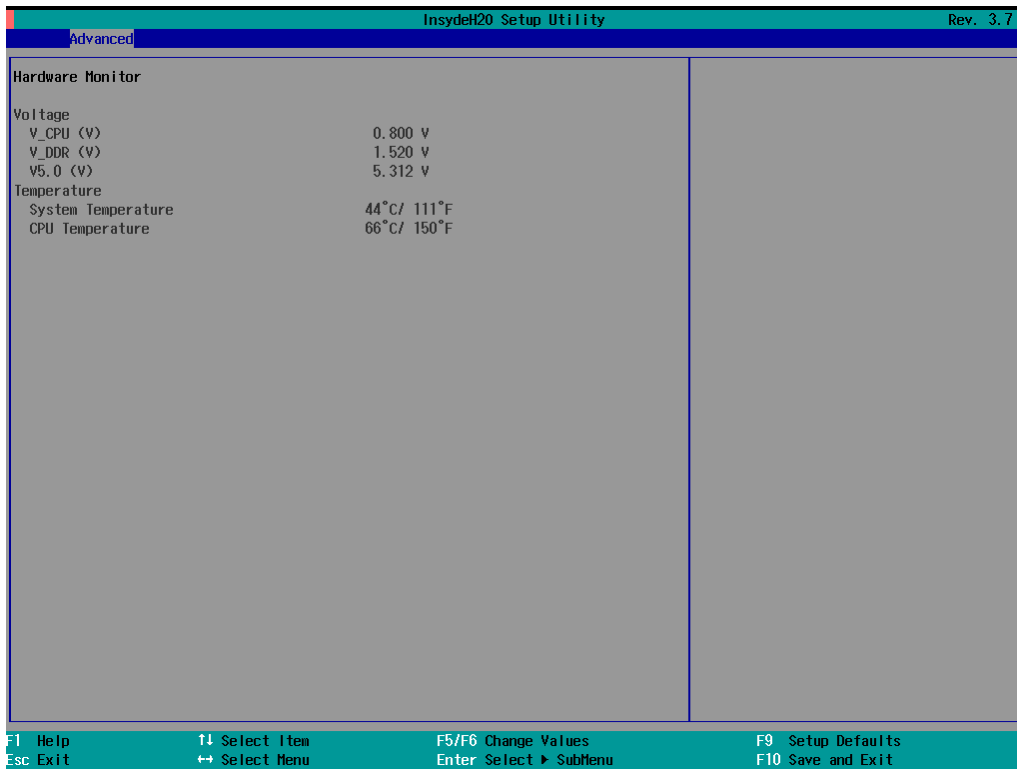 InsydeH20 Setup Utility Rev. 3.7
Advanced
Hardware Monitor
Voltage
V_CPU (V) 0.800 V
V_DDR (V) 1.520 V
V5.0 (V) 5.312 V
Temperature
System Temperature 44°C/ 111°F
CPU Temperature 66°C/ 150°F
F1 Help ↑↓ Select Item F5/F6 Change Values F9 Setup Defaults
Esc Exit ↔ Select Menu Enter Select ▶ SubMenu F10 Save and Exit